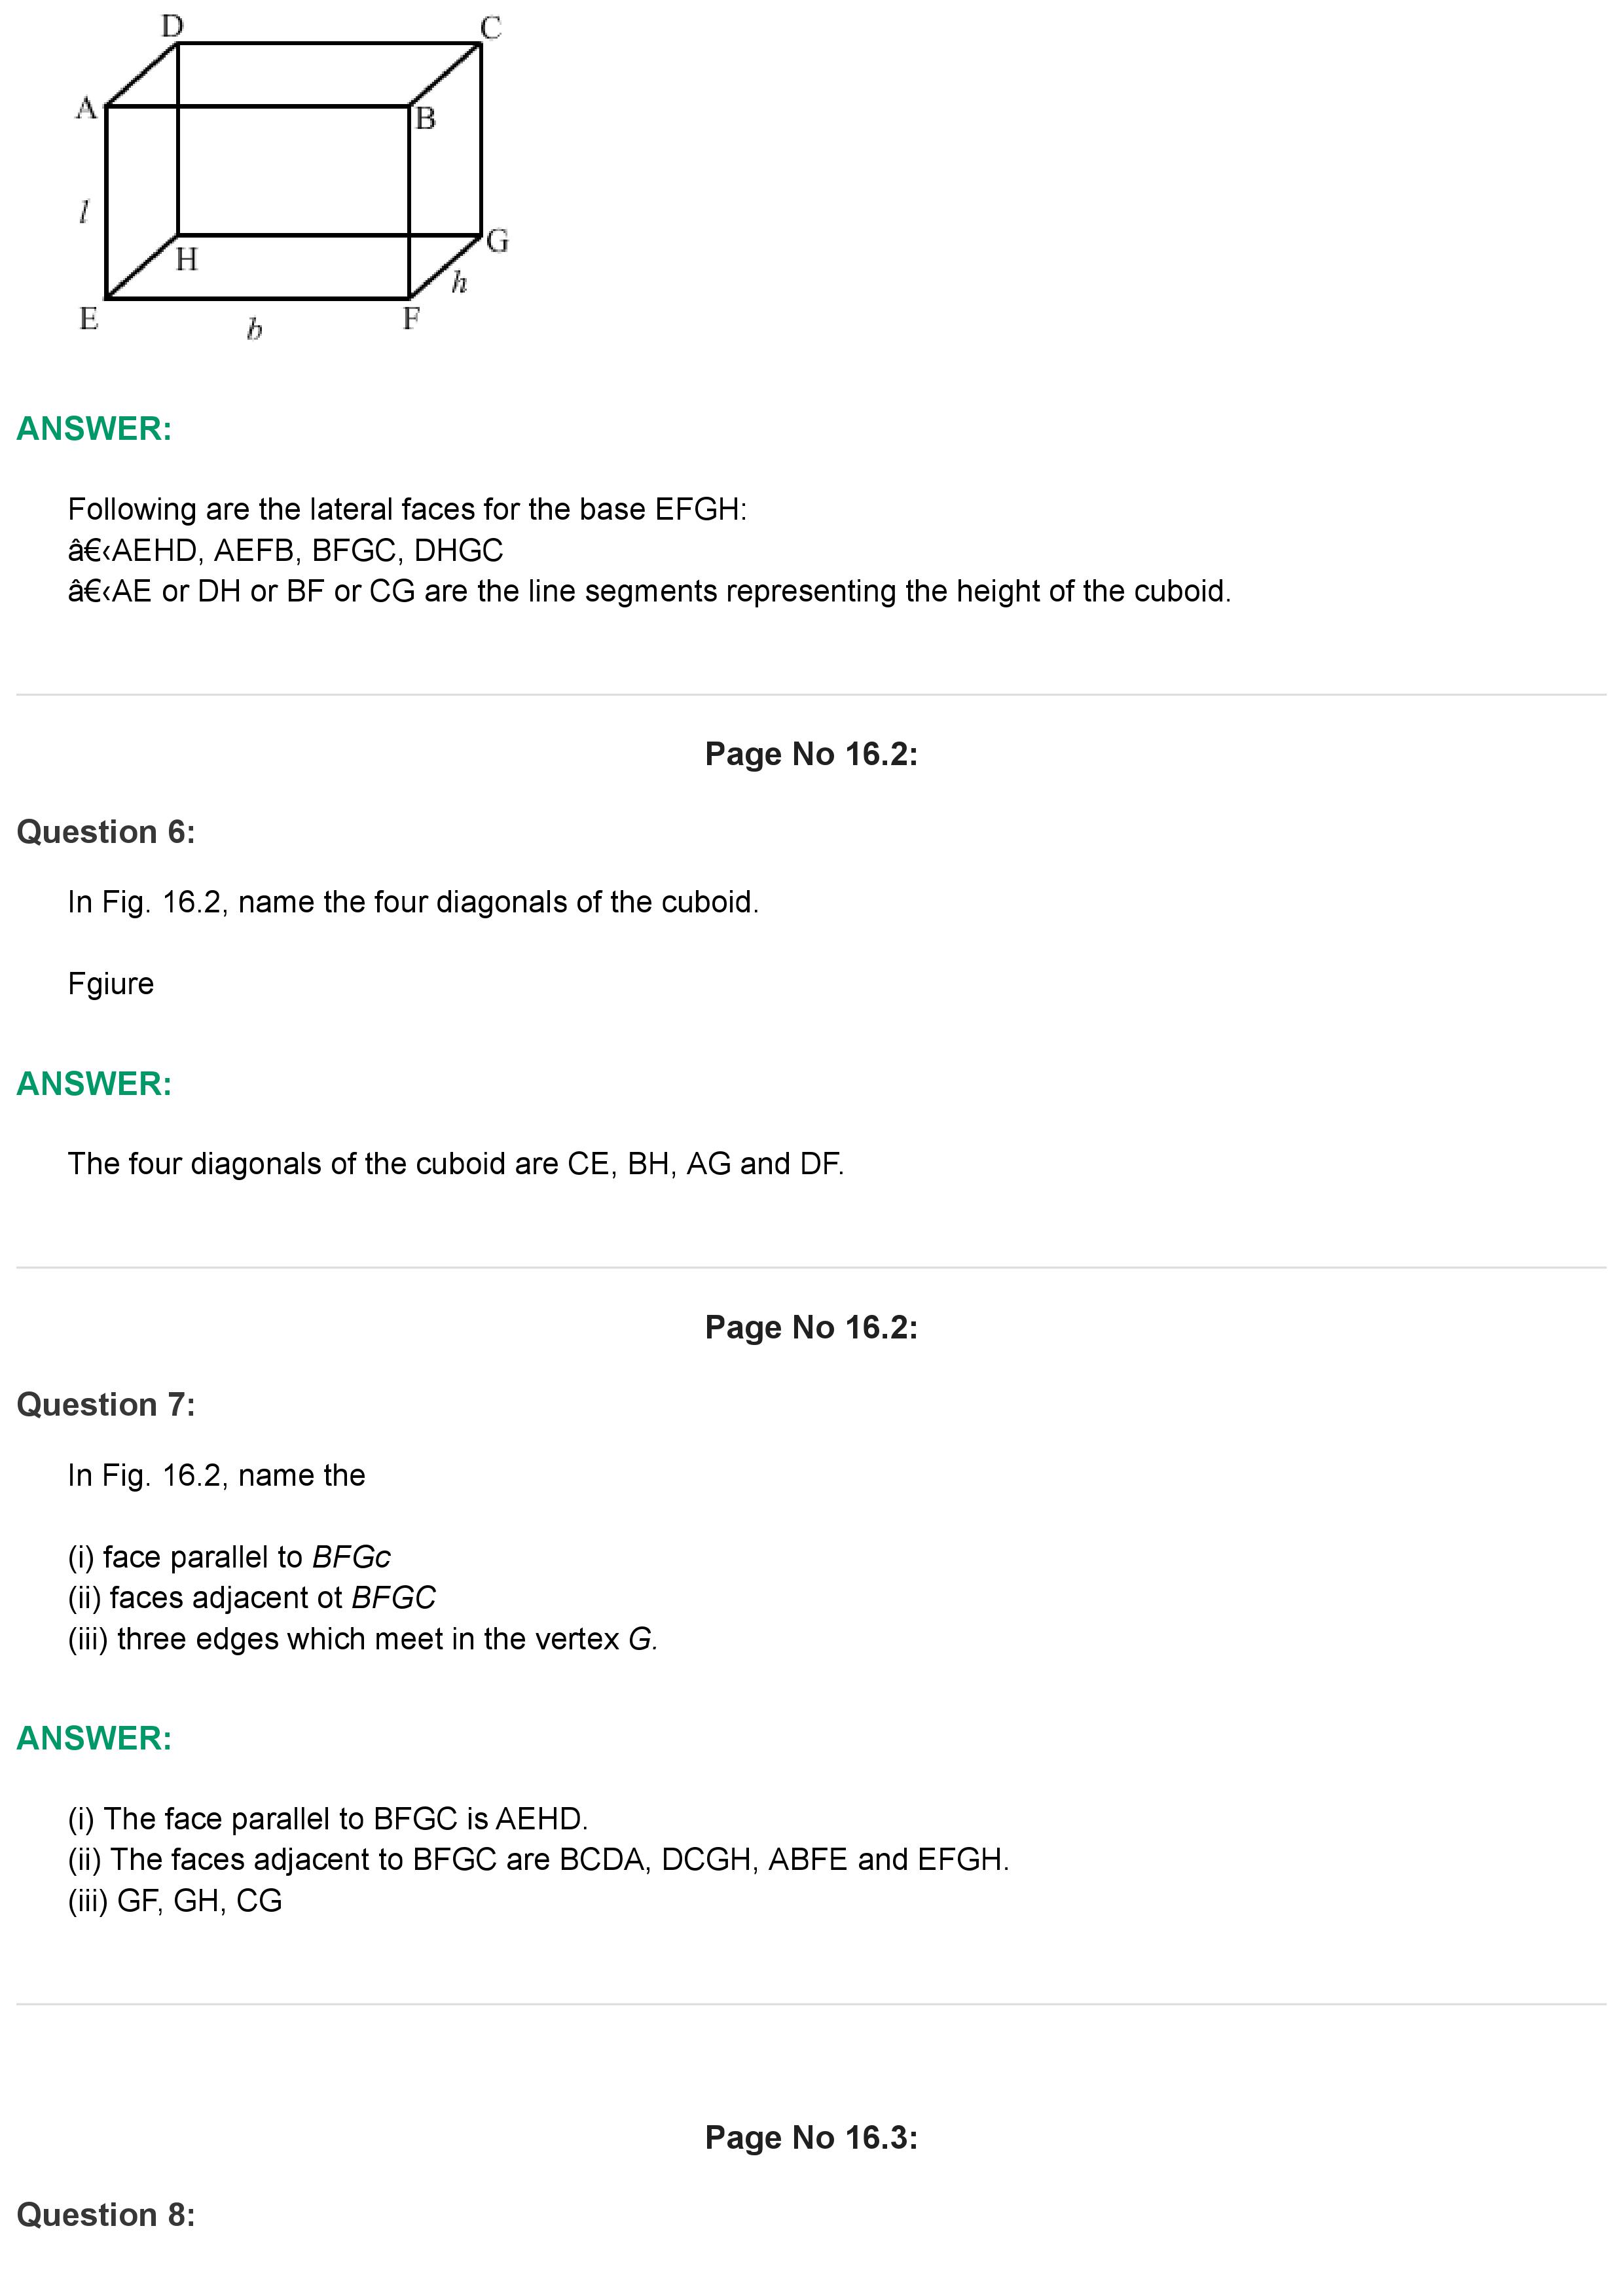 D
C
A
B
l
H
G
h
E
F
b
ANSWER:
Following are the lateral faces for the base EFGH:
â€‹AEHD, AEFB, BFGC, DHGC
â€‹AE or DH or BF or CG are the line segments representing the height of the cuboid.
Page No 16.2:
Question 6:
In Fig. 16.2, name the four diagonals of the cuboid.
Fgiure
ANSWER:
The four diagonals of the cuboid are CE, BH, AG and DF.
Page No 16.2:
Question 7:
In Fig. 16.2, name the
(i) face parallel to BFGc
(ii) faces adjacent ot BFGC
(iii) three edges which meet in the vertex G.
ANSWER:
(i) The face parallel to BFGC is AEHD.
(ii) The faces adjacent to BFGC are BCDA, DCGH, ABFE and EFGH.
(iii) GF, GH, CG
Page No 16.3:
Question 8: